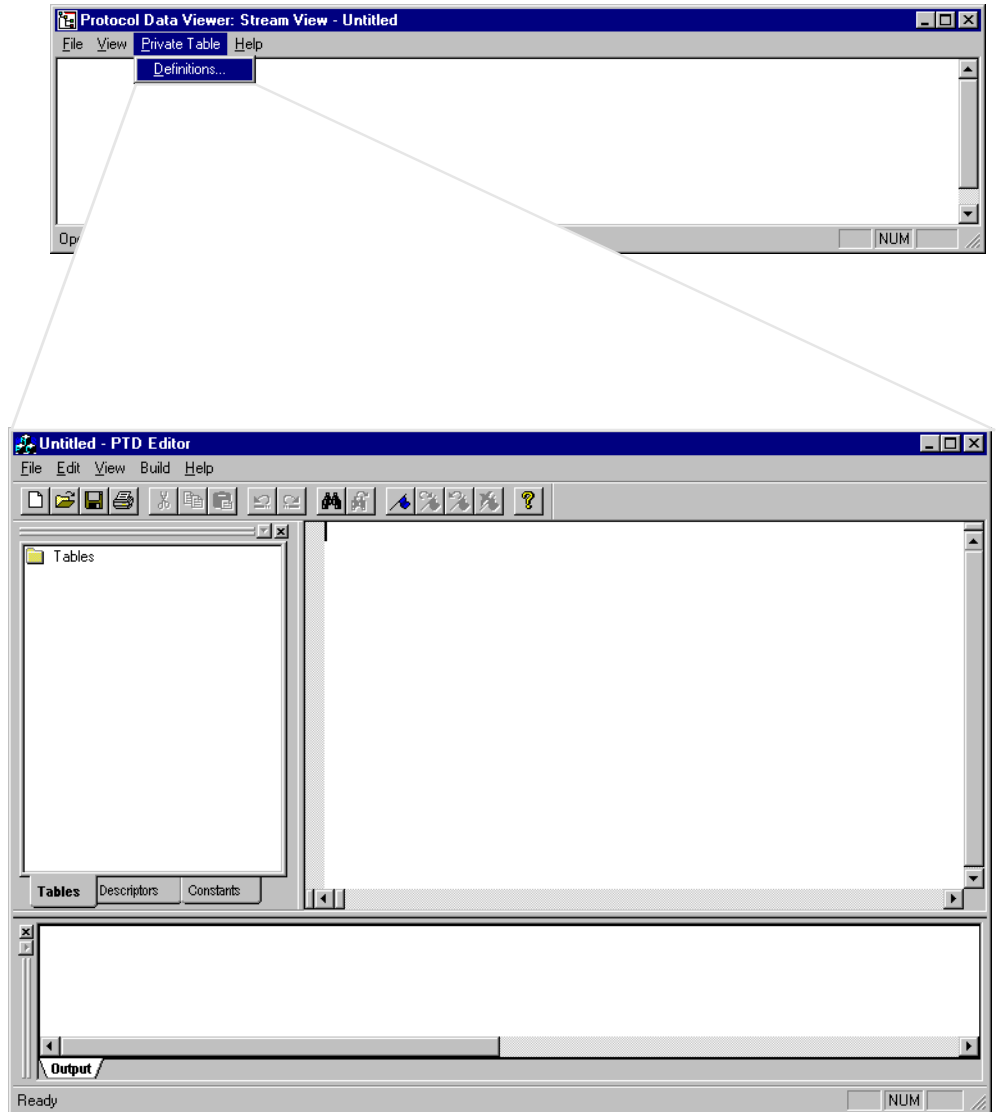 Protocol Data Viewer: Stream View - Untitled
File View Private Table Help
Definitions...
NUM
Untitled - PTD Editor
File Edit View Build Help
Tables
Tables Descriptors Constants
Output
Ready NUM